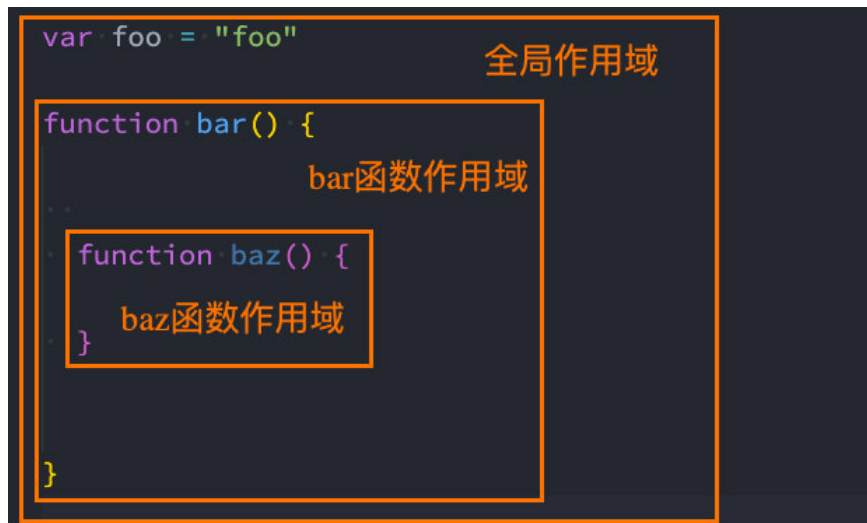 var foo = "foo"
全局作用域
function bar() {
bar函数作用域
function baz() {
baz函数作用域
}
}